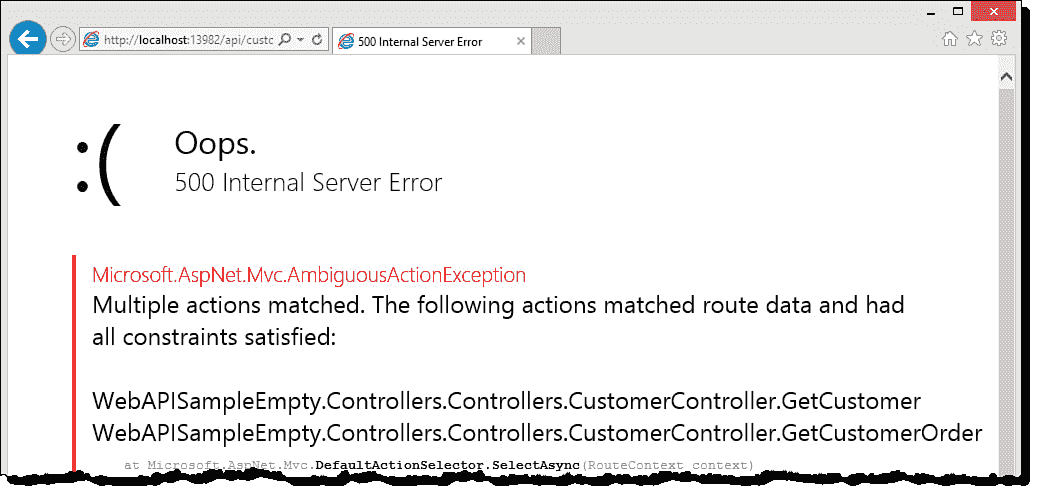 http://localhost:13982/api/custc
500 Internal Server Error
:(
Oops.
500 Internal Server Error
Microsoft.AspNet.Mvc.AmbiguousActionException
Multiple actions matched. The following actions matched route data and had
all constraints satisfied:
WebAPISampleEmpty.Controllers.Controllers.CustomerController.GetCustomer
WebAPISampleEmpty.Controllers.Controllers.CustomerController.GetCustomerOrder
at Microsoft.AspNet.Mvc.DefaultActionSelector.SelectAsync(RouteContext context)